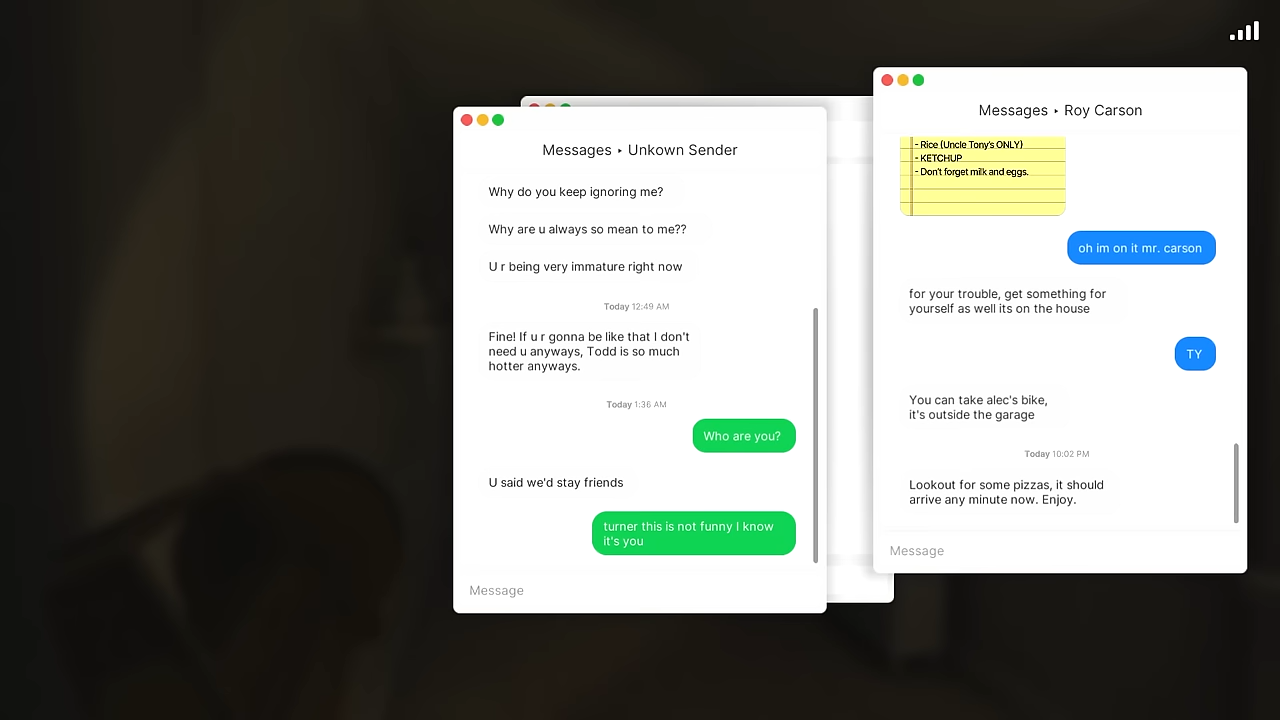 Messages ‣ Unkown Sender
Why do you keep ignoring me?
Why are u always so mean to me??
U r being very immature right now
Today 12:49 AM
Fine! If u r gonna be like that I don't
need u anyways, Todd is so much
hotter anyways.
Today 1:36 AM
Who are you?
U said we'd stay friends
turner this is not funny I know
it's you
Message
Messages ‣ Roy Carson
- Rice (Uncle Tony's ONLY)
- KETCHUP
- Don't forget milk and eggs.
oh im on it mr. carson
for your trouble, get something for
yourself as well its on the house
TY
You can take alec's bike,
it's outside the garage
Today 10:02 PM
Lookout for some pizzas, it should
arrive any minute now. Enjoy.
Message